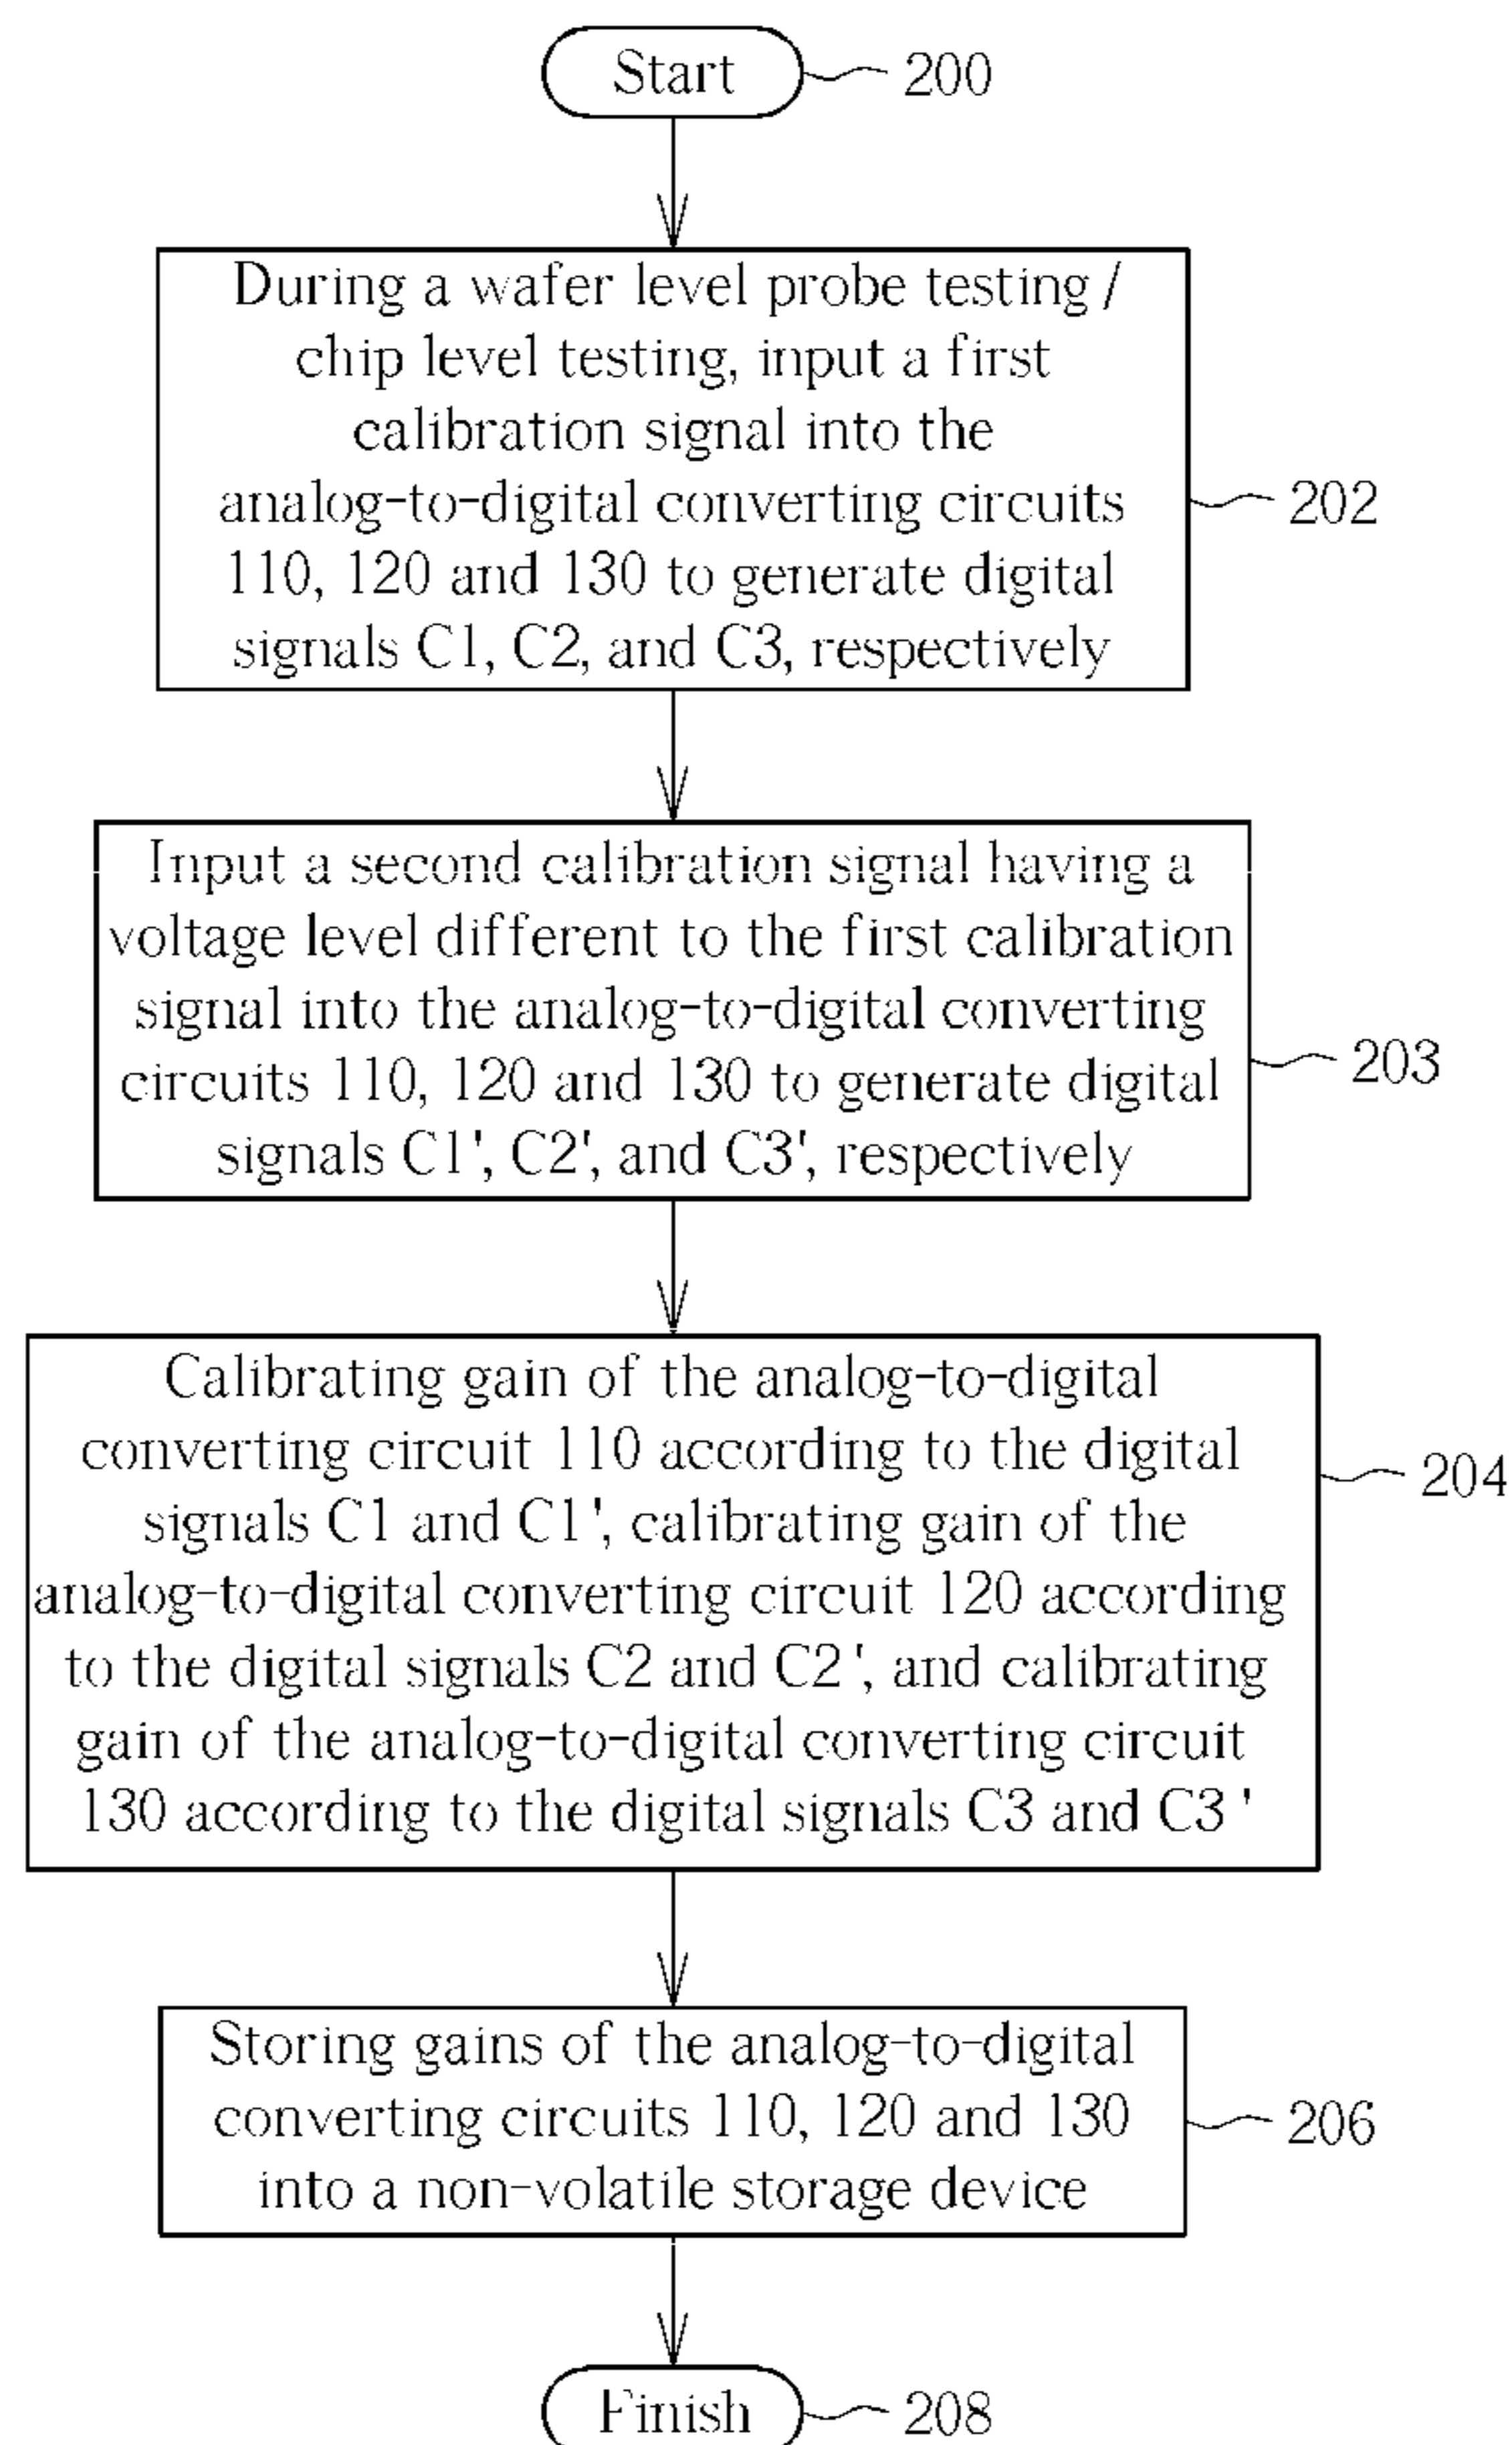 Start
200
During a wafer level probe testing /
chip level testing, input a first
calibration signal into the
analog-to-digital converting circuits
110, 120 and 130 to generate digital
signals C1, C2, and C3, respectively
202
Input a second calibration signal having a
voltage level different to the first calibration
signal into the analog-to-digital converting
circuits 110, 120 and 130 to generate digital
signals C1', C2', and C3', respectively
203
Calibrating gain of the analog-to-digital
converting circuit 110 according to the digital
signals C1 and C1', calibrating gain of the
analog-to-digital converting circuit 120 according
to the digital signals C2 and C2', and calibrating
gain of the analog-to-digital converting circuit
130 according to the digital signals C3 and C3'
204
Storing gains of the analog-to-digital
converting circuits 110, 120 and 130
into a non-volatile storage device
206
Finish
208